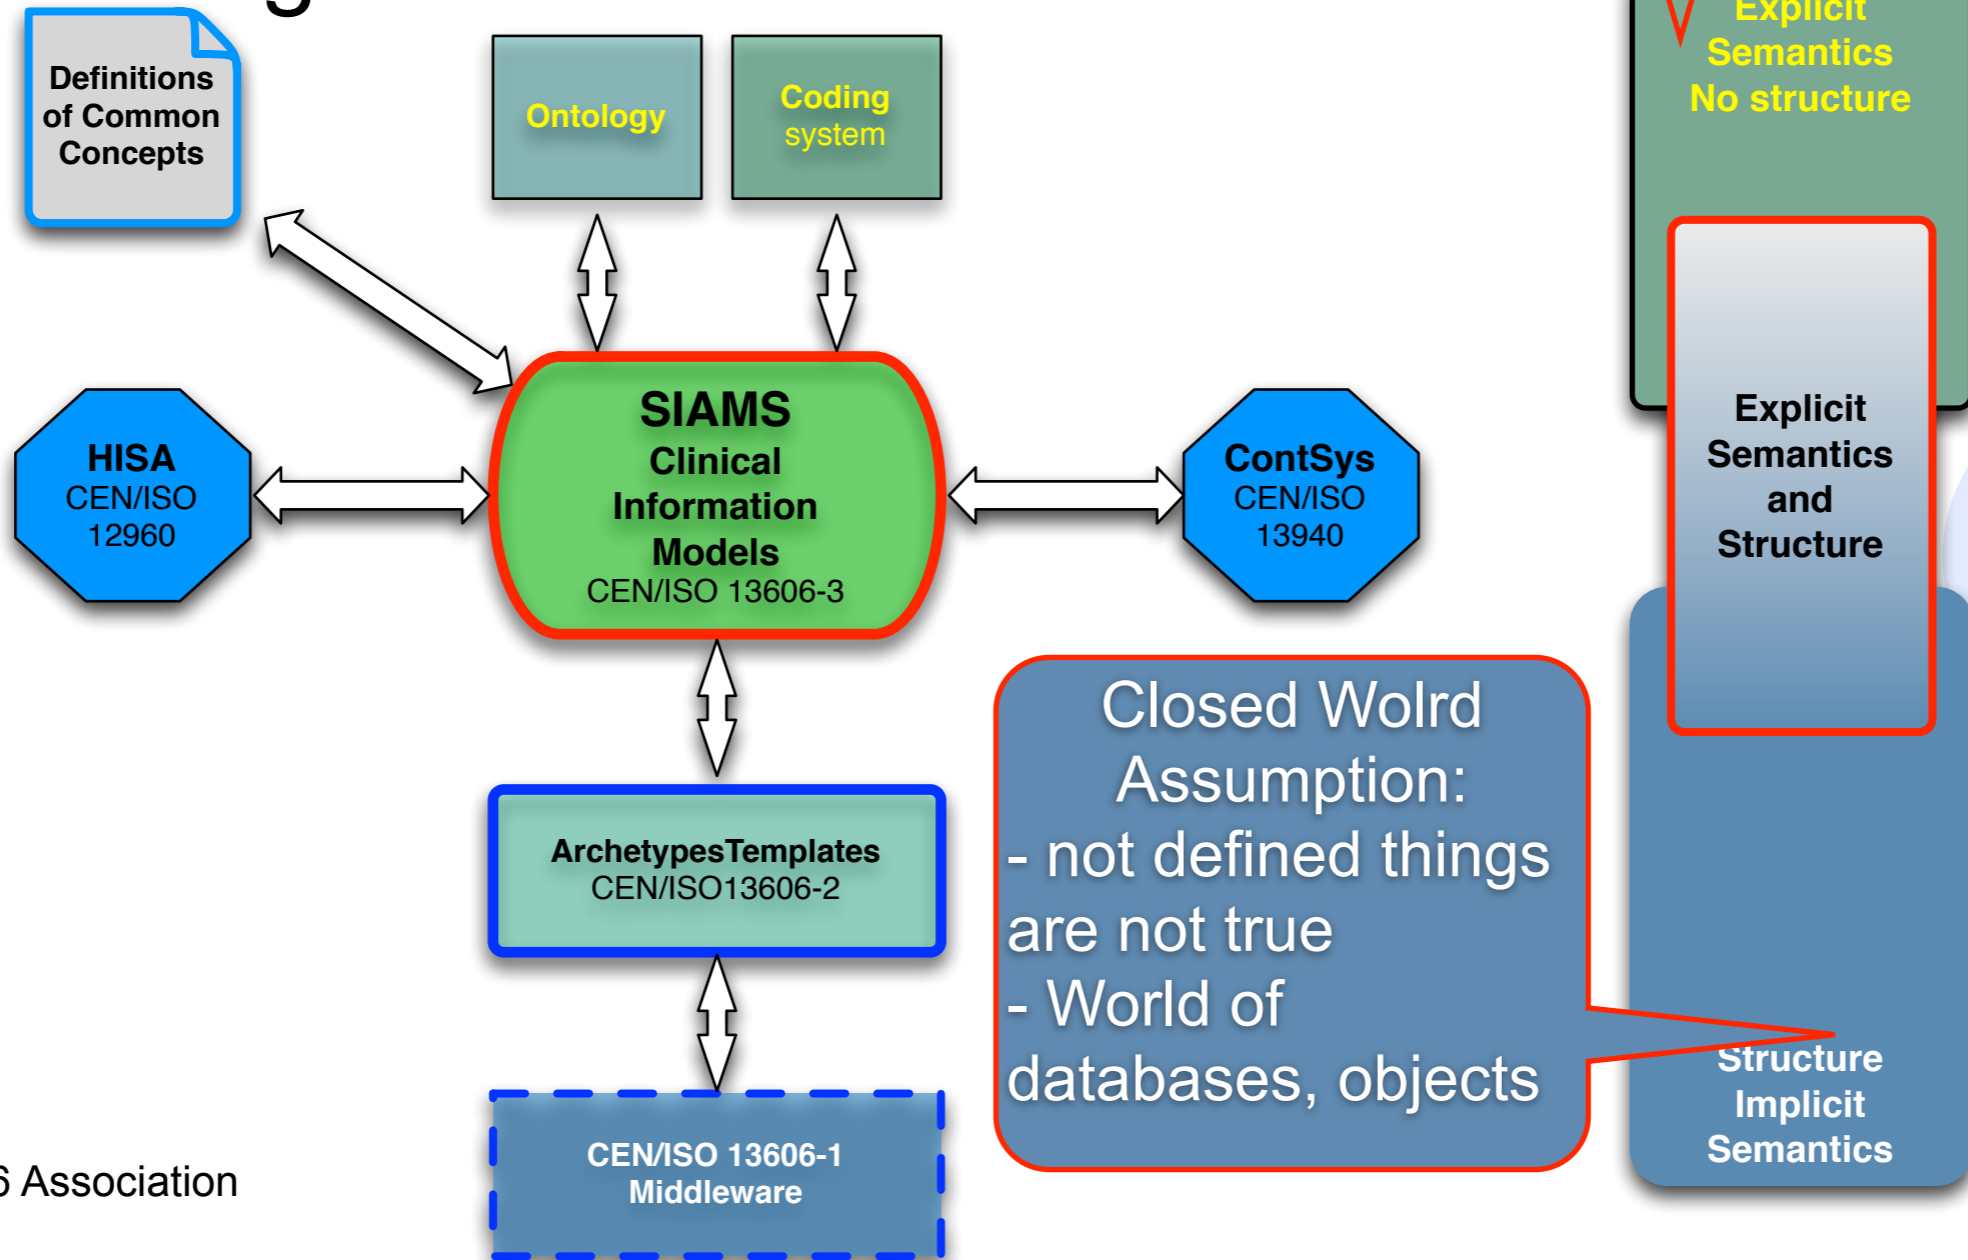 g
Definitions
of Common
Concepts
Ontology
Coding
system
Explicit
Semantics
No structure
HISA
CEN/ISO
12960
SIAMS
Clinical
Information
Models
CEN/ISO 13606-3
ContSys
CEN/ISO
13940
Explicit
Semantics
and
Structure
ArchetypesTemplates
CEN/ISO13606-2
Closed Wolrd
Assumption:
- not defined things
are not true
- World of
databases, objects
Structure
Implicit
Semantics
CEN/ISO 13606-1
Middleware
6 Association